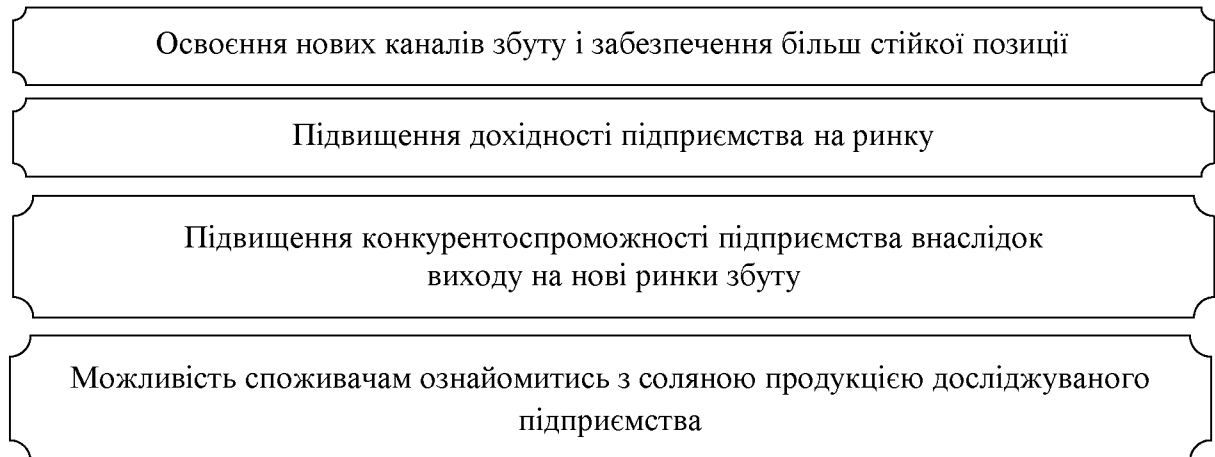 Освоєння нових каналів збуту і забезпечення більш стійкої позиції
Підвищення дохідності підприємства на ринку
Підвищення конкурентоспроможності підприємства внаслідок
виходу на нові ринки збуту
Можливість споживачам ознайомитись з соляною продукцією досліджуваного
підприємства